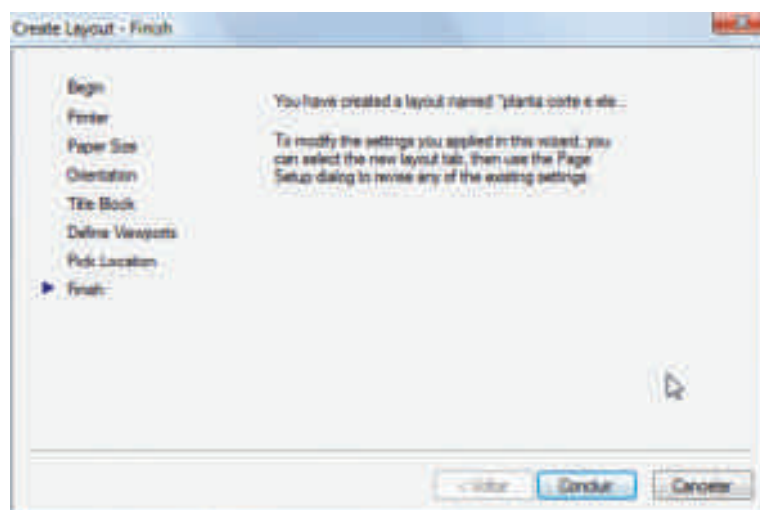 Create Layout - Finish
Begin
Printer
Paper Size
Orientation
Title Block
Define Viewports
Pick Location
Finish
You have created a layout named "planta corte e ele...
To modify the settings you applied in this wizard, you
can select the new layout tab, then use the Page
Setup dialog to revise any of the existing settings.
< Voltar
Concluir
Cancelar